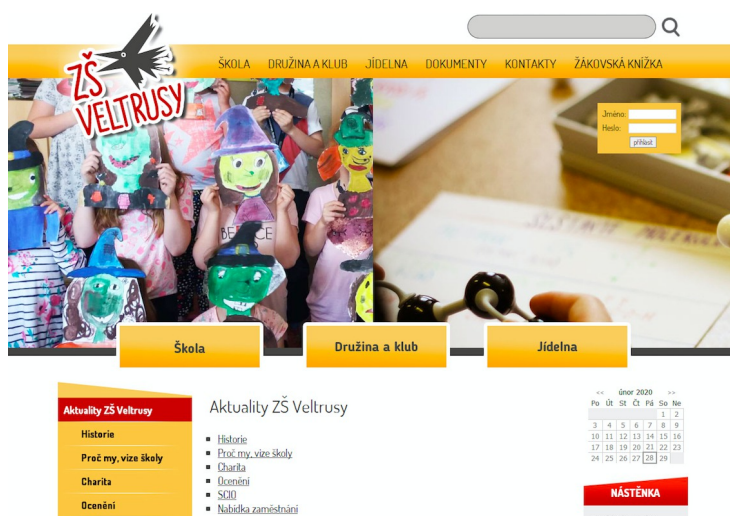 ZŠ
VELTRUSY
ŠKOLA DRUŽINA A KLUB JÍDELNA DOKUMENTY KONTAKTY ŽÁKOVSKÁ KNÍŽKA
Jméno:
Heslo:
přihlásit
Škola Družina a klub Jídelna
Aktuality ZŠ Veltrusy
Historie
Proč my, vize školy
Charita
Ocenění
Aktuality ZŠ Veltrusy
Historie
Proč my, vize školy
Charita
Ocenění
SCIO
Nabídka zaměstnání
<< únor 2020 >>
Po Út St Čt Pá So Ne
1 2
3 4 5 6 7 8 9
10 11 12 13 14 15 16
17 18 19 20 21 22 23
24 25 26 27 28 29
NÁSTĚNKA